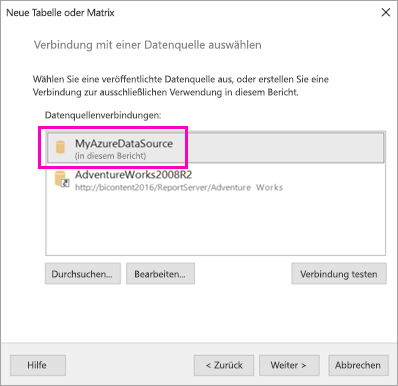 Neue Tabelle oder Matrix
Verbindung mit einer Datenquelle auswählen
Wählen Sie eine veröffentlichte Datenquelle aus, oder erstellen Sie eine
Verbindung zur ausschließlichen Verwendung in diesem Bericht.
Datenquellenverbindungen:
MyAzureDataSource
(in diesem Bericht)
AdventureWorks2008R2
http://bicontent2016/ReportServer/Adventure Works
Durchsuchen... Bearbeiten... Verbindung testen
Hilfe < Zurück Weiter > Abbrechen